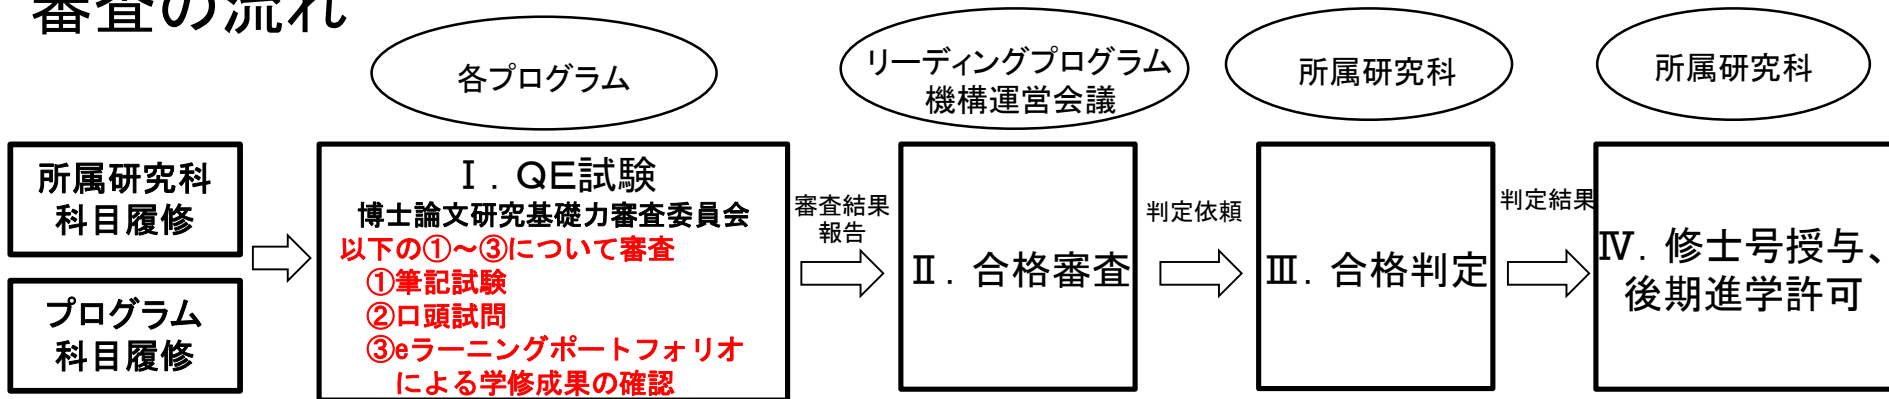 審査の流れ
各プログラム
リーディングプログラム
機構運営会議
所属研究科
所属研究科
所属研究科
科目履修
プログラム
科目履修
Ⅰ．QE試験
博士論文研究基礎力審査委員会
以下の①～③について審査
①筆記試験
②口頭試問
③eラーニングポートフォリオ
による学修成果の確認
審査結果
報告
Ⅱ．合格審査
判定依頼
Ⅲ．合格判定
判定結果
Ⅳ．修士号授与、
後期進学許可